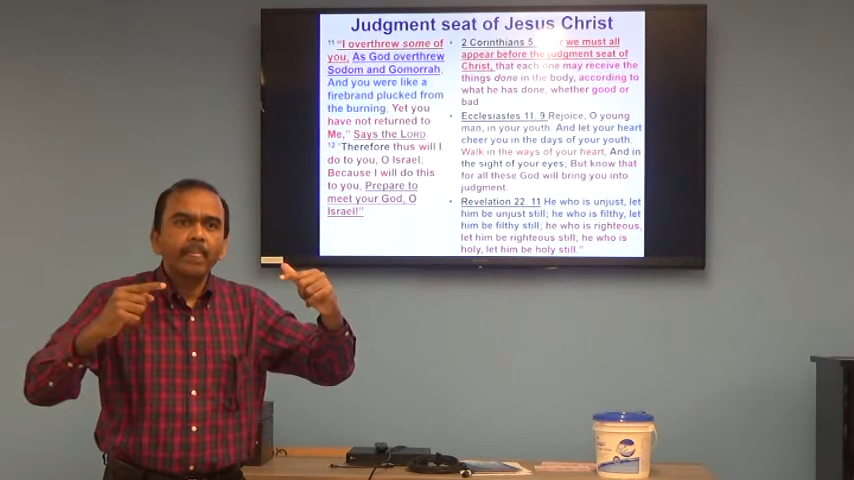 Judgment seat of Jesus Christ
11 "I overthrew some of
you, As God overthrew
Sodom and Gomorrah,
And you were like a
firebrand plucked from
the burning, Yet you
have not returned to
Me," Says the LORD.
12 "Therefore thus will I
do to you, O Israel;
Because I will do this
to you, Prepare to
meet your God, O
Israel!"
• 2 Corinthians 5. we must all
appear before the judgment seat of
Christ, that each one may receive the
things done in the body, according to
what he has done, whether good or
bad
• Ecclesiastes 11. 9 Rejoice, O young
man, in your youth And let your heart
cheer you in the days of your youth;
Walk in the ways of your heart, And in
the sight of your eyes; But know that
for all these God will bring you into
judgment.
• Revelation 22. 11 He who is unjust, let
him be unjust still; he who is filthy, let
him be filthy still; he who is righteous,
let him be righteous still; he who is
holy, let him be holy still."